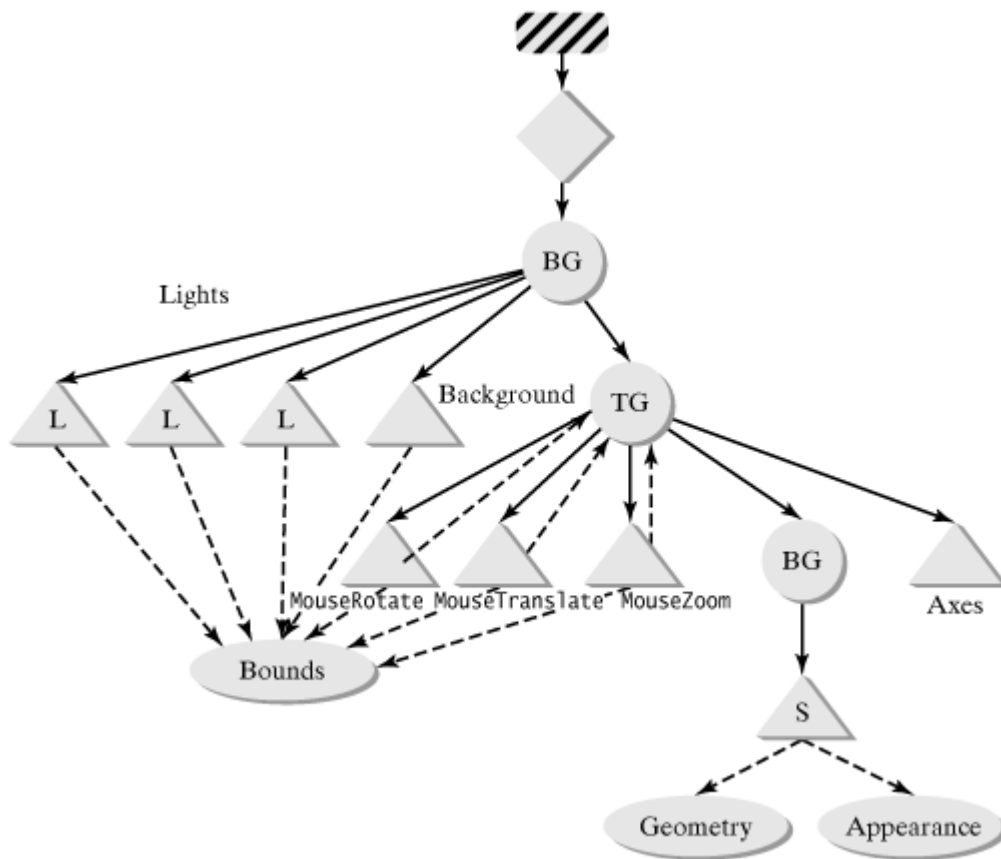 BG
Lights
Background
TG
L
L
L
BG
MouseRotate
MouseTranslate
MouseZoom
Axes
Bounds
S
Geometry
Appearance